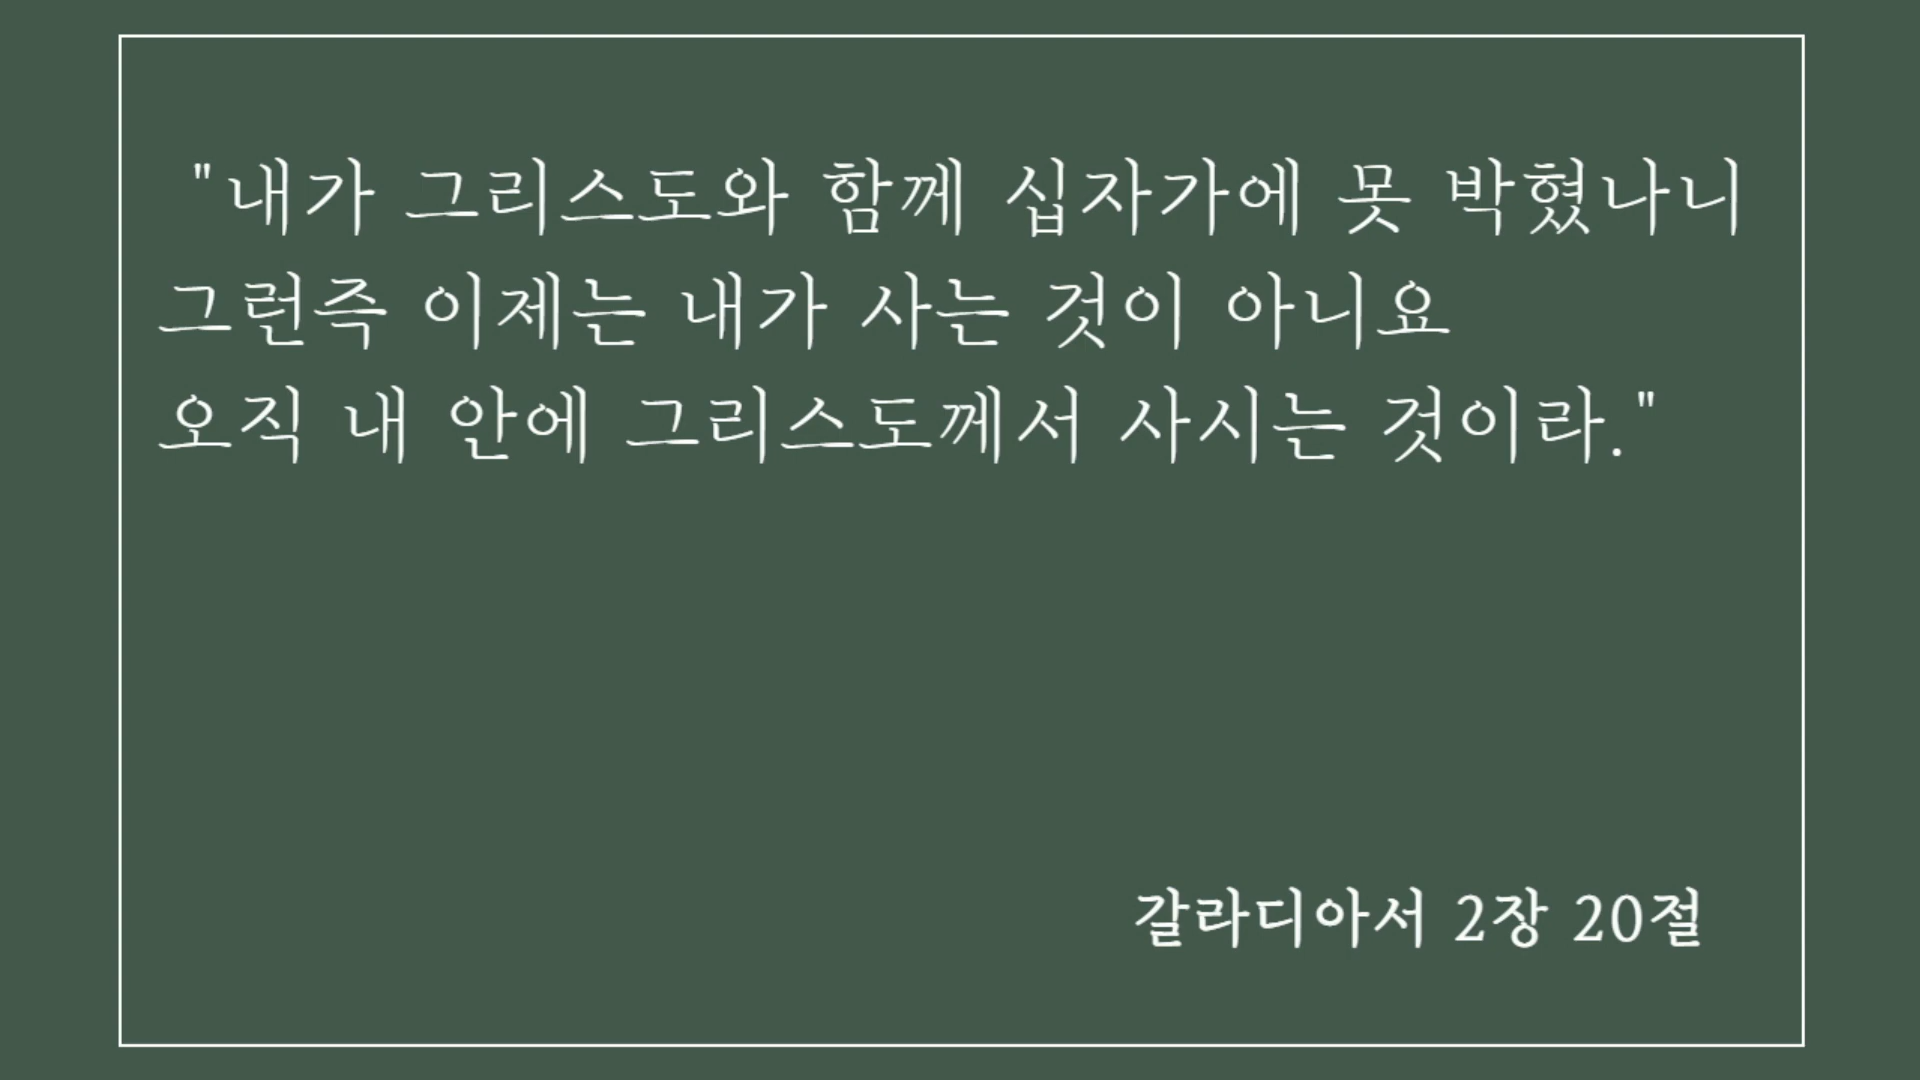 "내가 그리스도와 함께 십자가에 못 박혔나니
그런즉 이제는 내가 사는 것이 아니요
오직 내 안에 그리스도께서 사시는 것이라."
갈라디아서 2장 20절